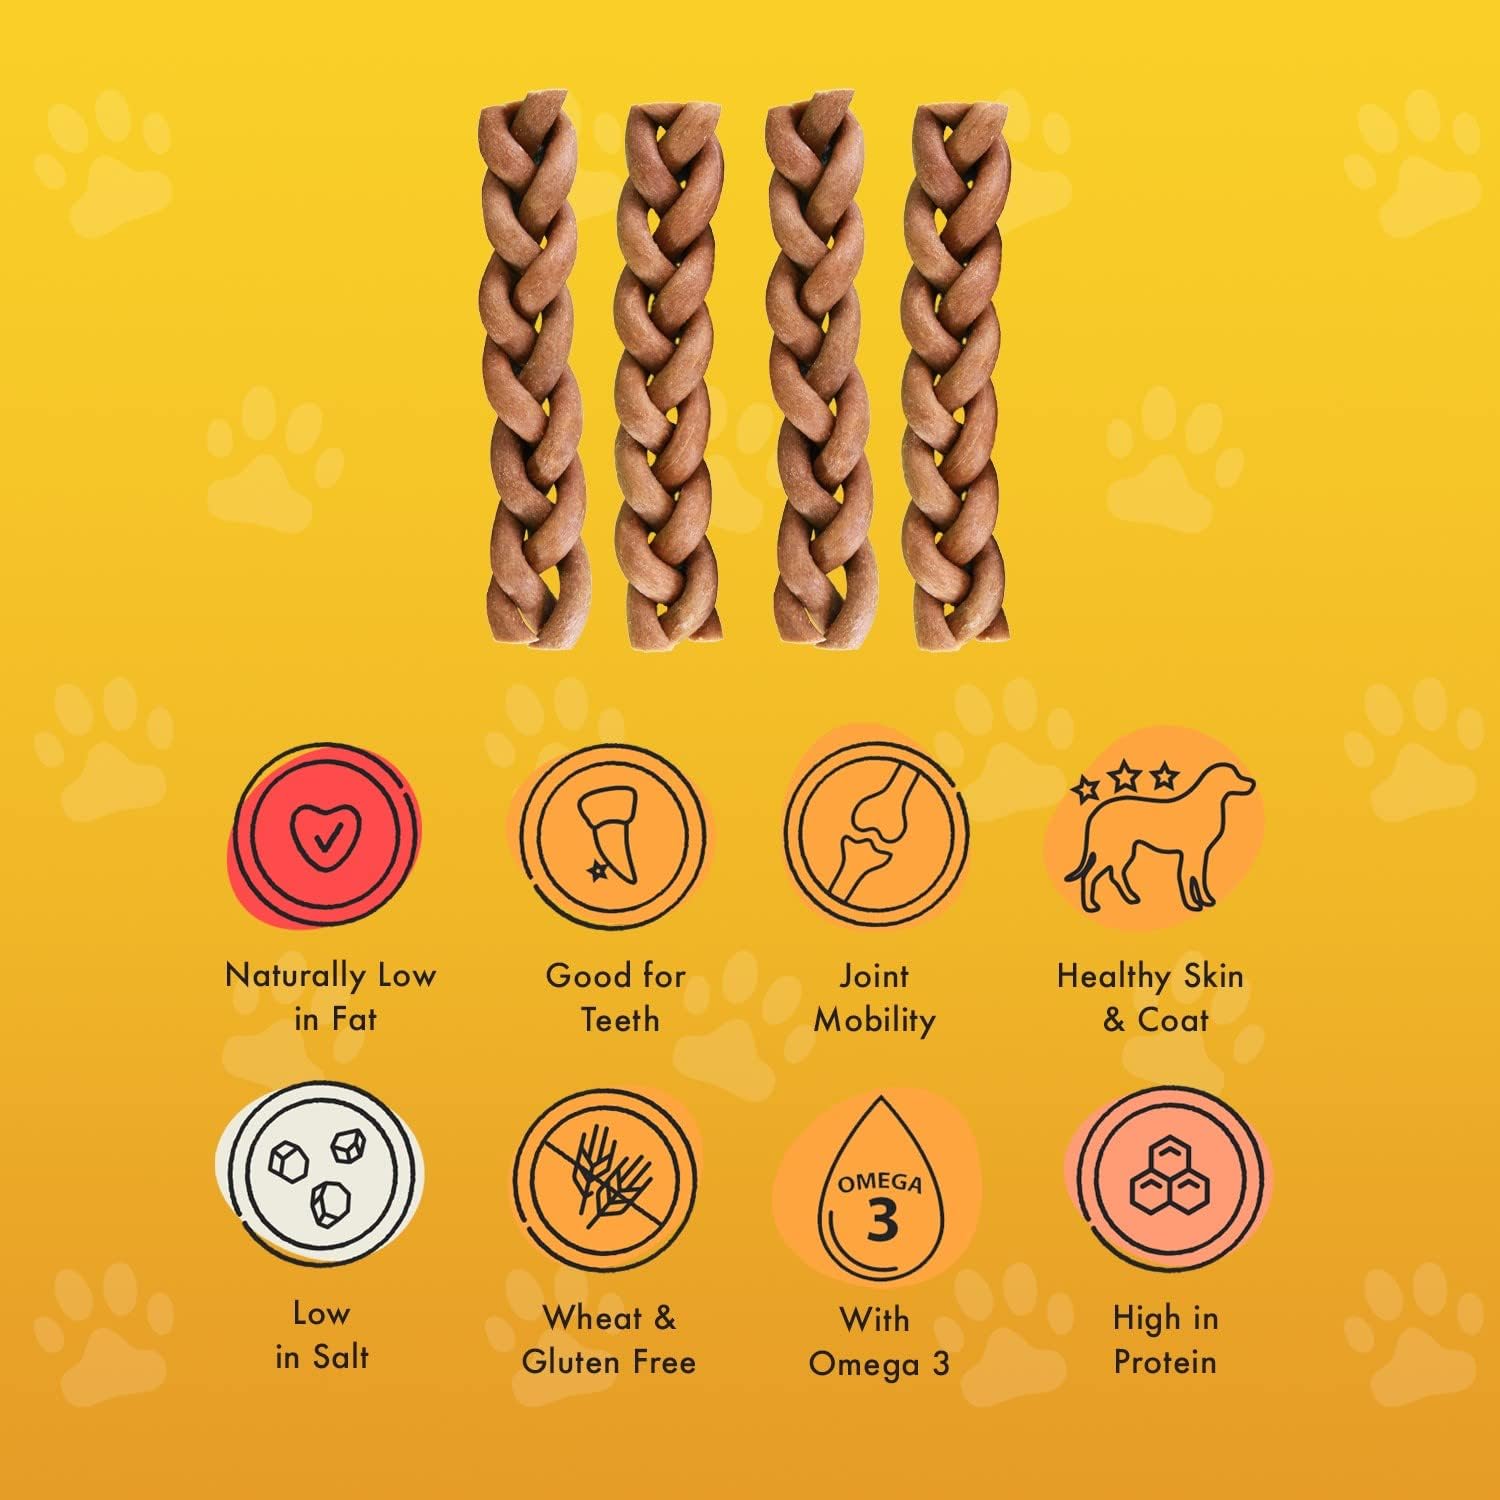 Naturally Low
in Fat
Good for
Teeth
Joint
Mobility
Healthy Skin
& Coat
Low
in Salt
Wheat &
Gluten Free
OMEGA
3
With
Omega 3
High in
Protein